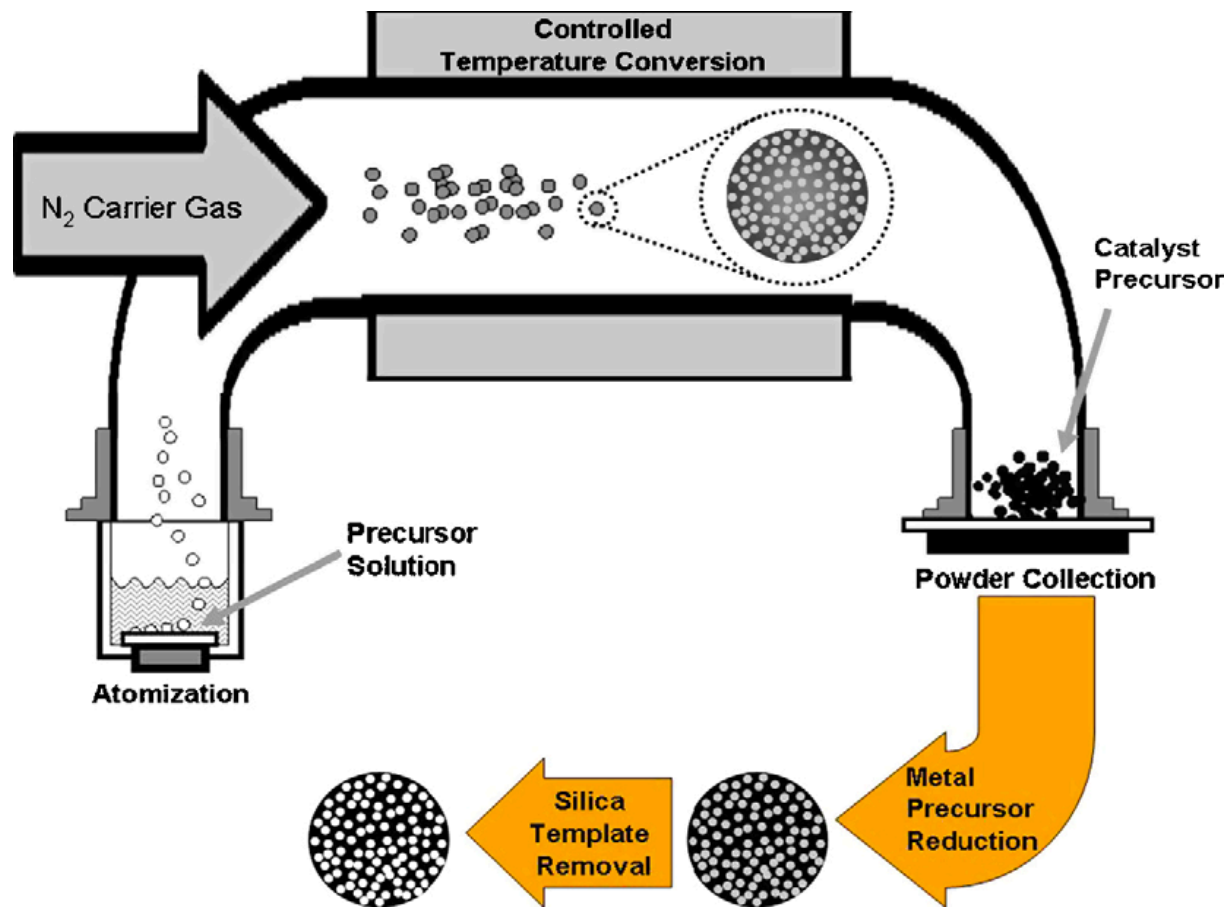 Controlled
Temperature Conversion
N₂ Carrier Gas
Catalyst
Precursor
Precursor
Solution
Powder Collection
Atomization
Metal
Precursor
Reduction
Silica
Template
Removal